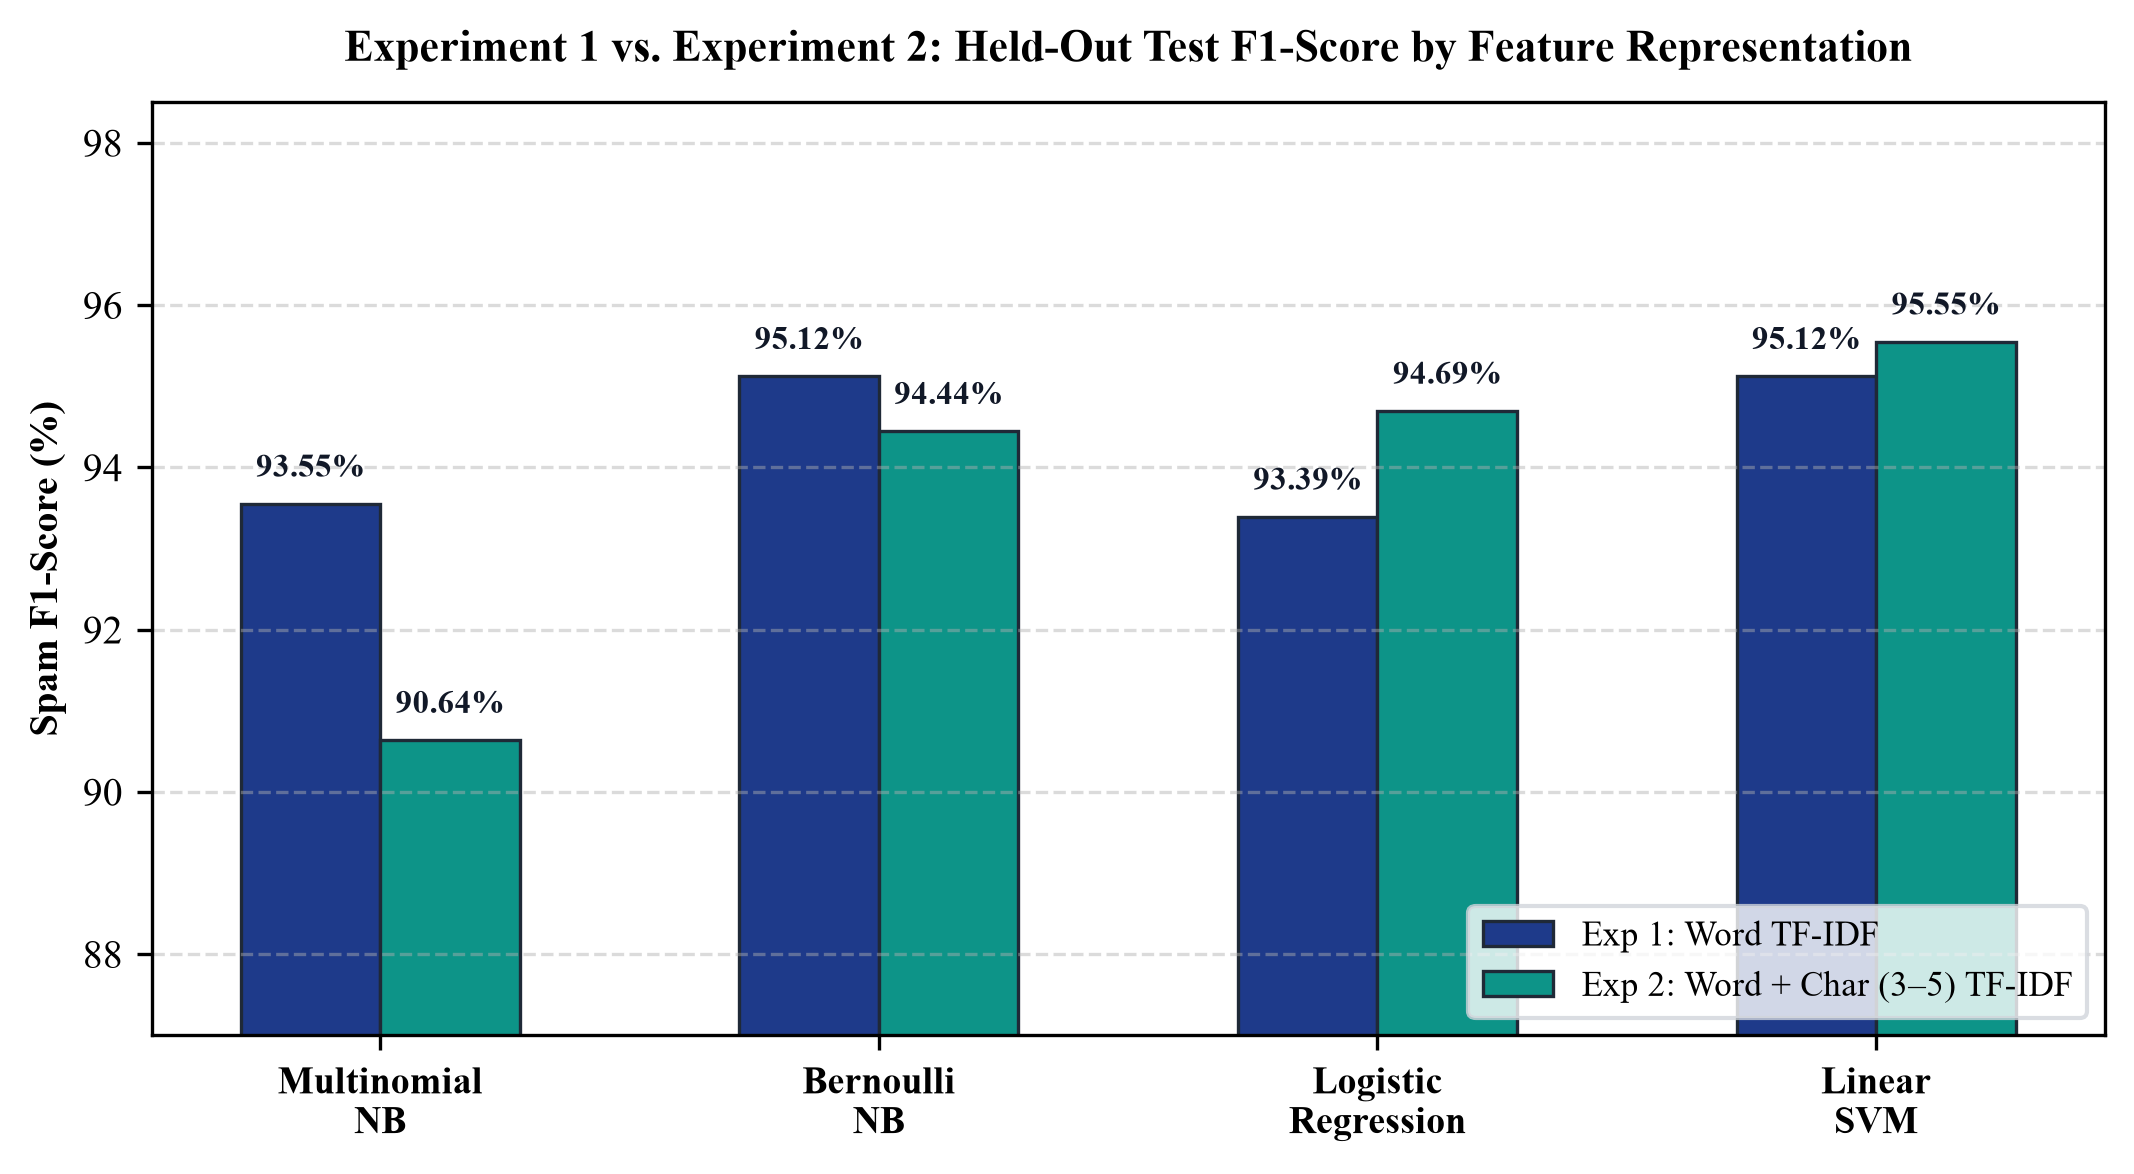 Experiment 1 vs. Experiment 2: Held-Out Test F1-Score by Feature Representation
Spam F1-Score (%)
98
96
94
92
90
88
93.55%
90.64%
95.12%
94.44%
93.39%
94.69%
95.12%
95.55%
Exp 1: Word TF-IDF
Exp 2: Word + Char (3–5) TF-IDF
Multinomial
NB
Bernoulli
NB
Logistic
Regression
Linear
SVM